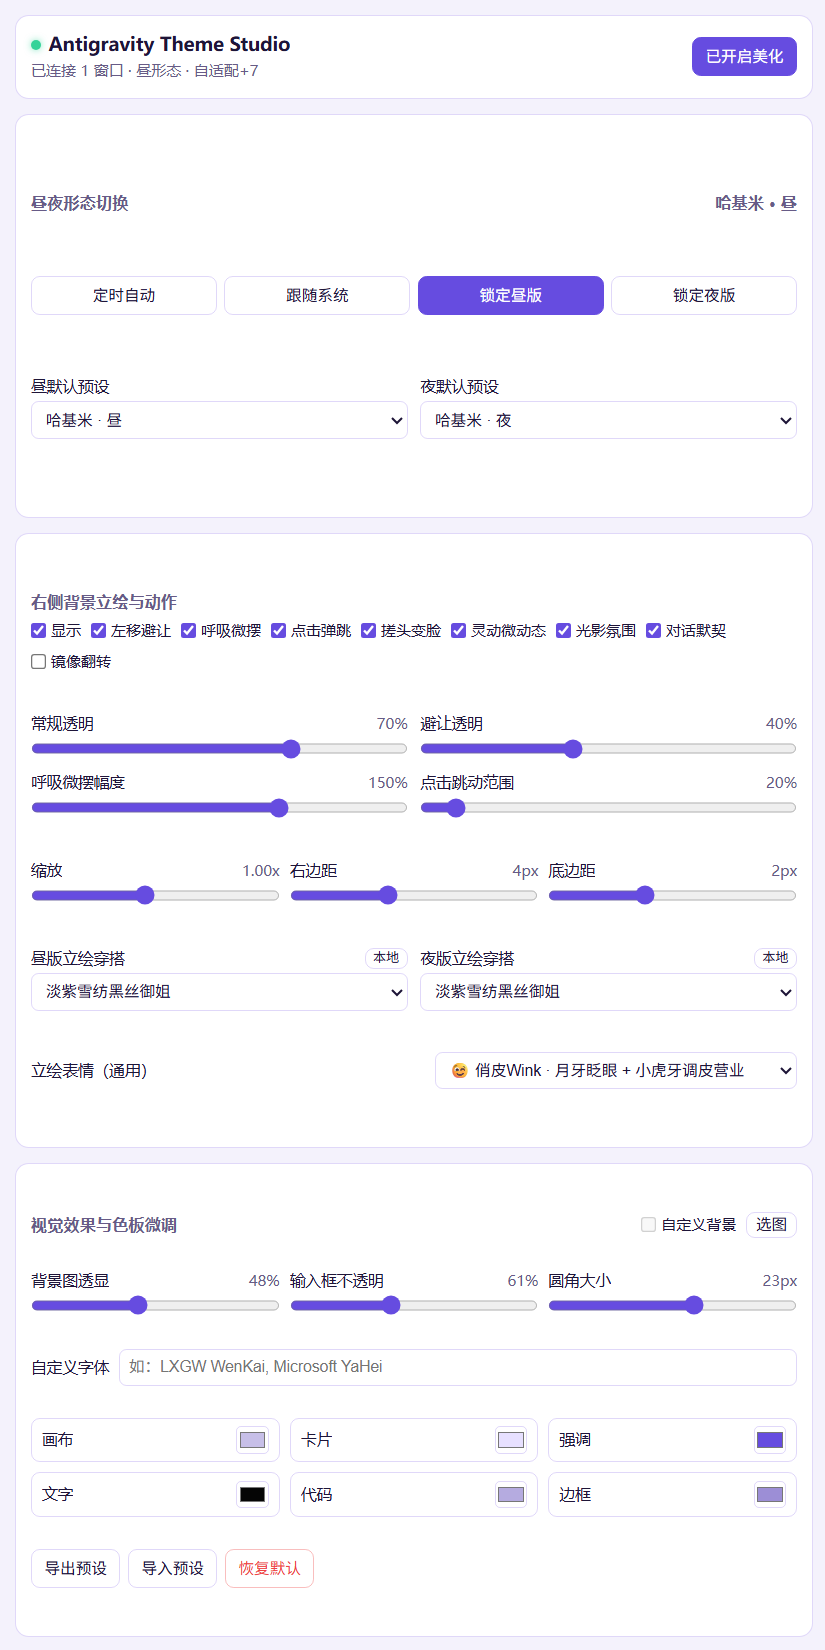 Antigravity Theme Studio
已连接 1 窗口 · 昼形态 · 自适配+7
已开启美化
昼夜形态切换
哈基米 • 昼
定时自动
跟随系统
锁定昼版
锁定夜版
昼默认预设
夜默认预设
哈基米 · 昼
哈基米 · 夜
右侧背景立绘与动作
显示 左移避让 呼吸微摆 点击弹跳 搓头变脸 灵动微动态 光影氛围 对话默契
镜像翻转
常规透明 70% 避让透明 40%
呼吸微摆幅度 150% 点击跳动范围 20%
缩放 1.00x 右边距 4px 底边距 2px
昼版立绘穿搭 本地 夜版立绘穿搭 本地
淡紫雪纺黑丝御姐 淡紫雪纺黑丝御姐
立绘表情（通用） 😅 俏皮Wink · 月牙眨眼 + 小虎牙调皮营业
视觉效果与色板微调 自定义背景 选图
背景图透显 48% 输入框不透明 61% 圆角大小 23px
自定义字体 如：LXGW WenKai, Microsoft YaHei
画布 卡片 强调
文字 代码 边框
导出预设 导入预设 恢复默认